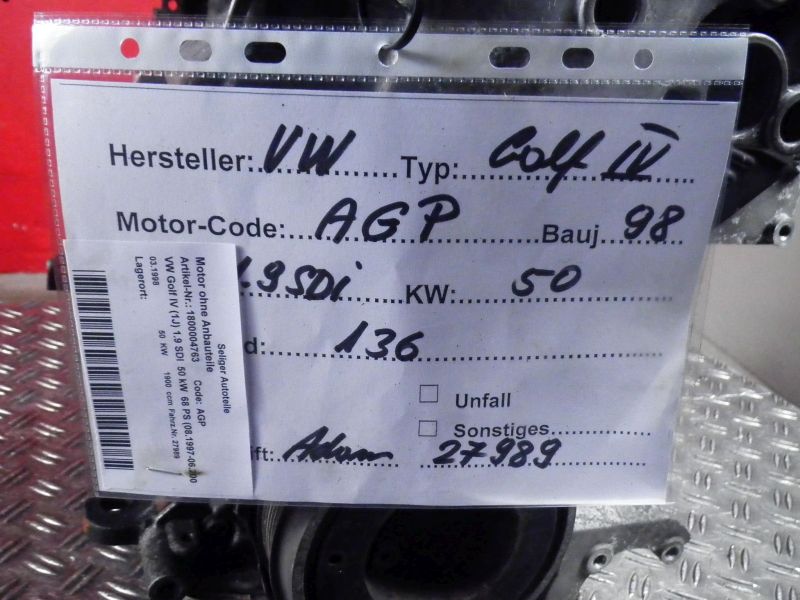 Hersteller: VW Typ: Golf IV
Motor-Code: AGP Bauj 98
1.9 SDi KW: 50
d: 136
Unfall
Sonstiges
ift: Adam 27989
Seliger Autoteile
Motor ohne Anbauteile
Artikel-Nr.: 1800004763 Code: AGP
VW Golf IV (1J) 1.9 SDI 50 kW 68 PS (08.1997-06.200
03.1998 50 KW 1900 ccm Fahrz.Nr. 27989
Lagerort: